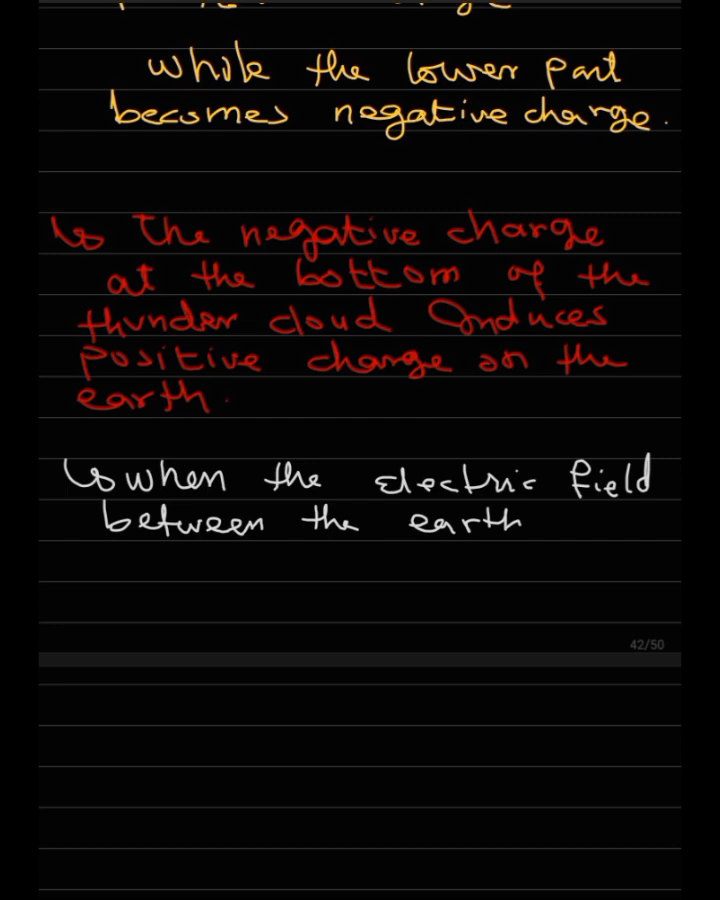 while the lower part
becomes negative charge.
↳ The negative charge
at the bottom of the
thunder cloud Induces
positive charge on the
earth.
↳ when the electric field
between the earth
42/50